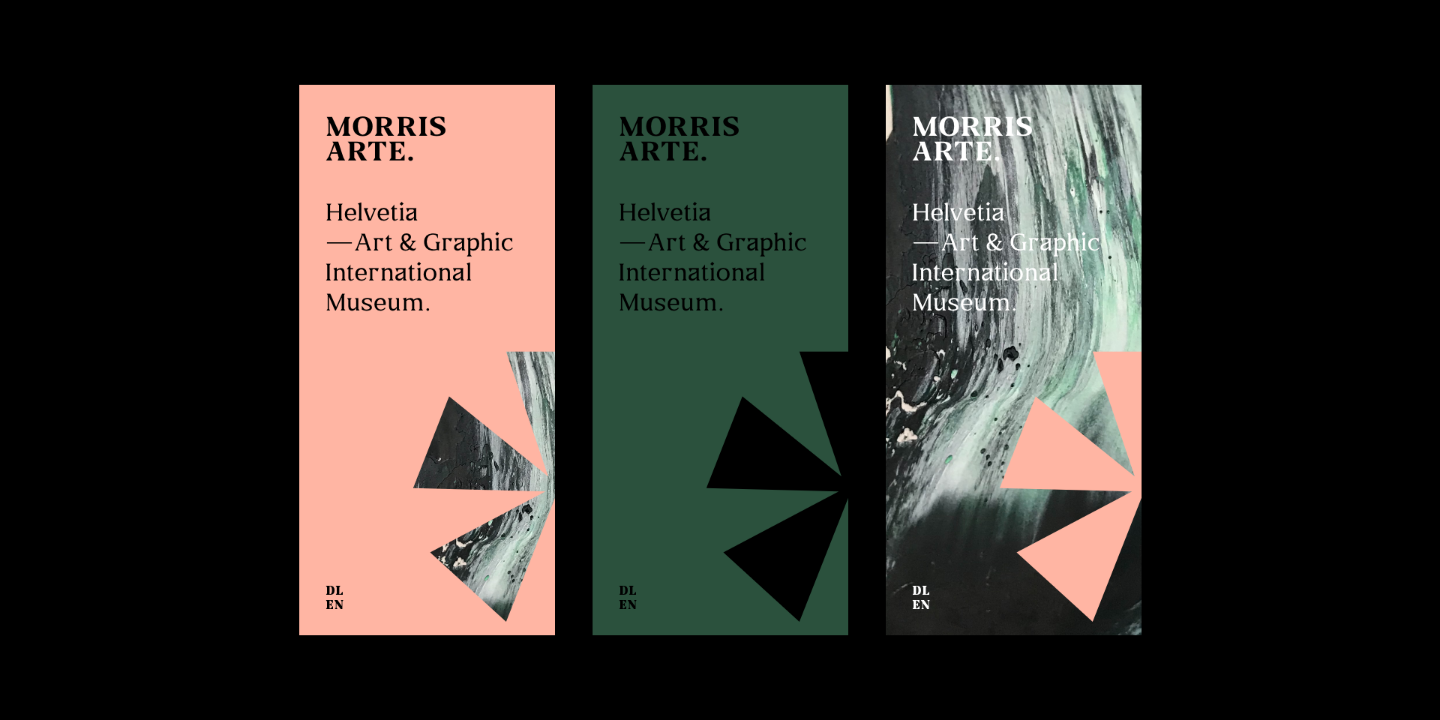 MORRIS
ARTE.
Helvetia
—Art & Graphic
International
Museum.
DL
EN
MORRIS
ARTE.
Helvetia
—Art & Graphic
International
Museum.
DL
EN
MORRIS
ARTE.
Helvetia
—Art & Graphic
International
Museum.
DL
EN